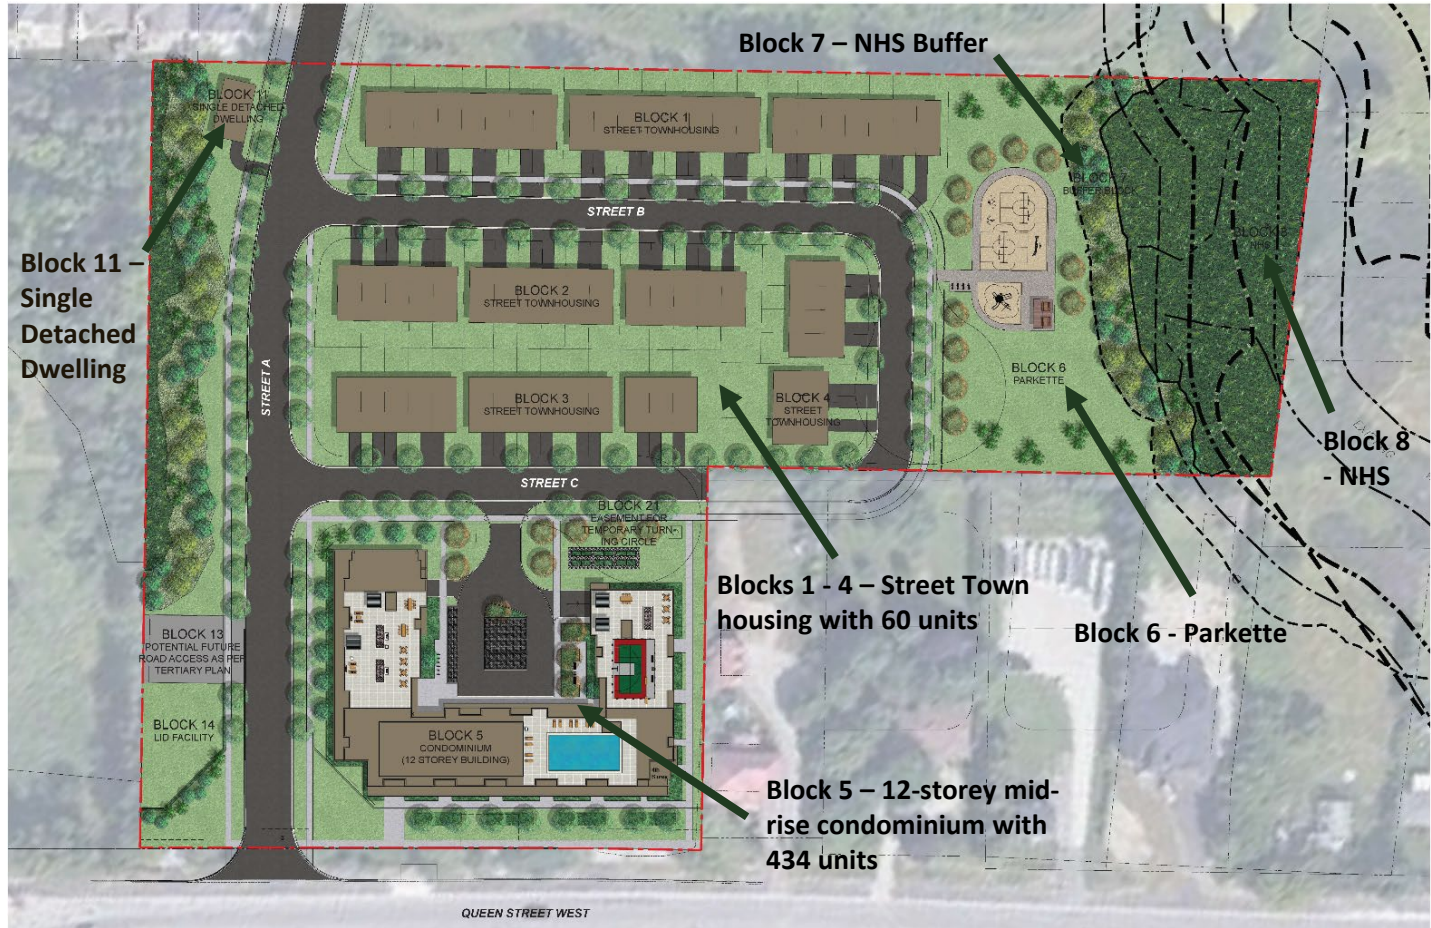 Block 7 – NHS Buffer
BLOCK 11
SINGLE DETACHED
DWELLING
BLOCK 1
STREET TOWNHOUSING
BUFFER BLOCK
STREET B
Block 11 –
Single
Detached
Dwelling
BLOCK 2
STREET TOWNHOUSING
STREET A
BLOCK 6
PARKETTE
BLOCK 3
STREET TOWNHOUSING
BLOCK 4
STREET
TOWNHOUSING
Block 8
- NHS
STREET C
BLOCK 21
EASEMENT FOR
TEMPORARY TURN-
ING CIRCLE
Blocks 1 - 4 – Street Town
housing with 60 units
Block 6 - Parkette
BLOCK 13
POTENTIAL FUTURE
ROAD ACCESS AS PER
TERTIARY PLAN
BLOCK 14
LID FACILITY
BLOCK 5
CONDOMINIUM
(12 STOREY BUILDING)
Block 5 – 12-storey mid-
rise condominium with
434 units
QUEEN STREET WEST